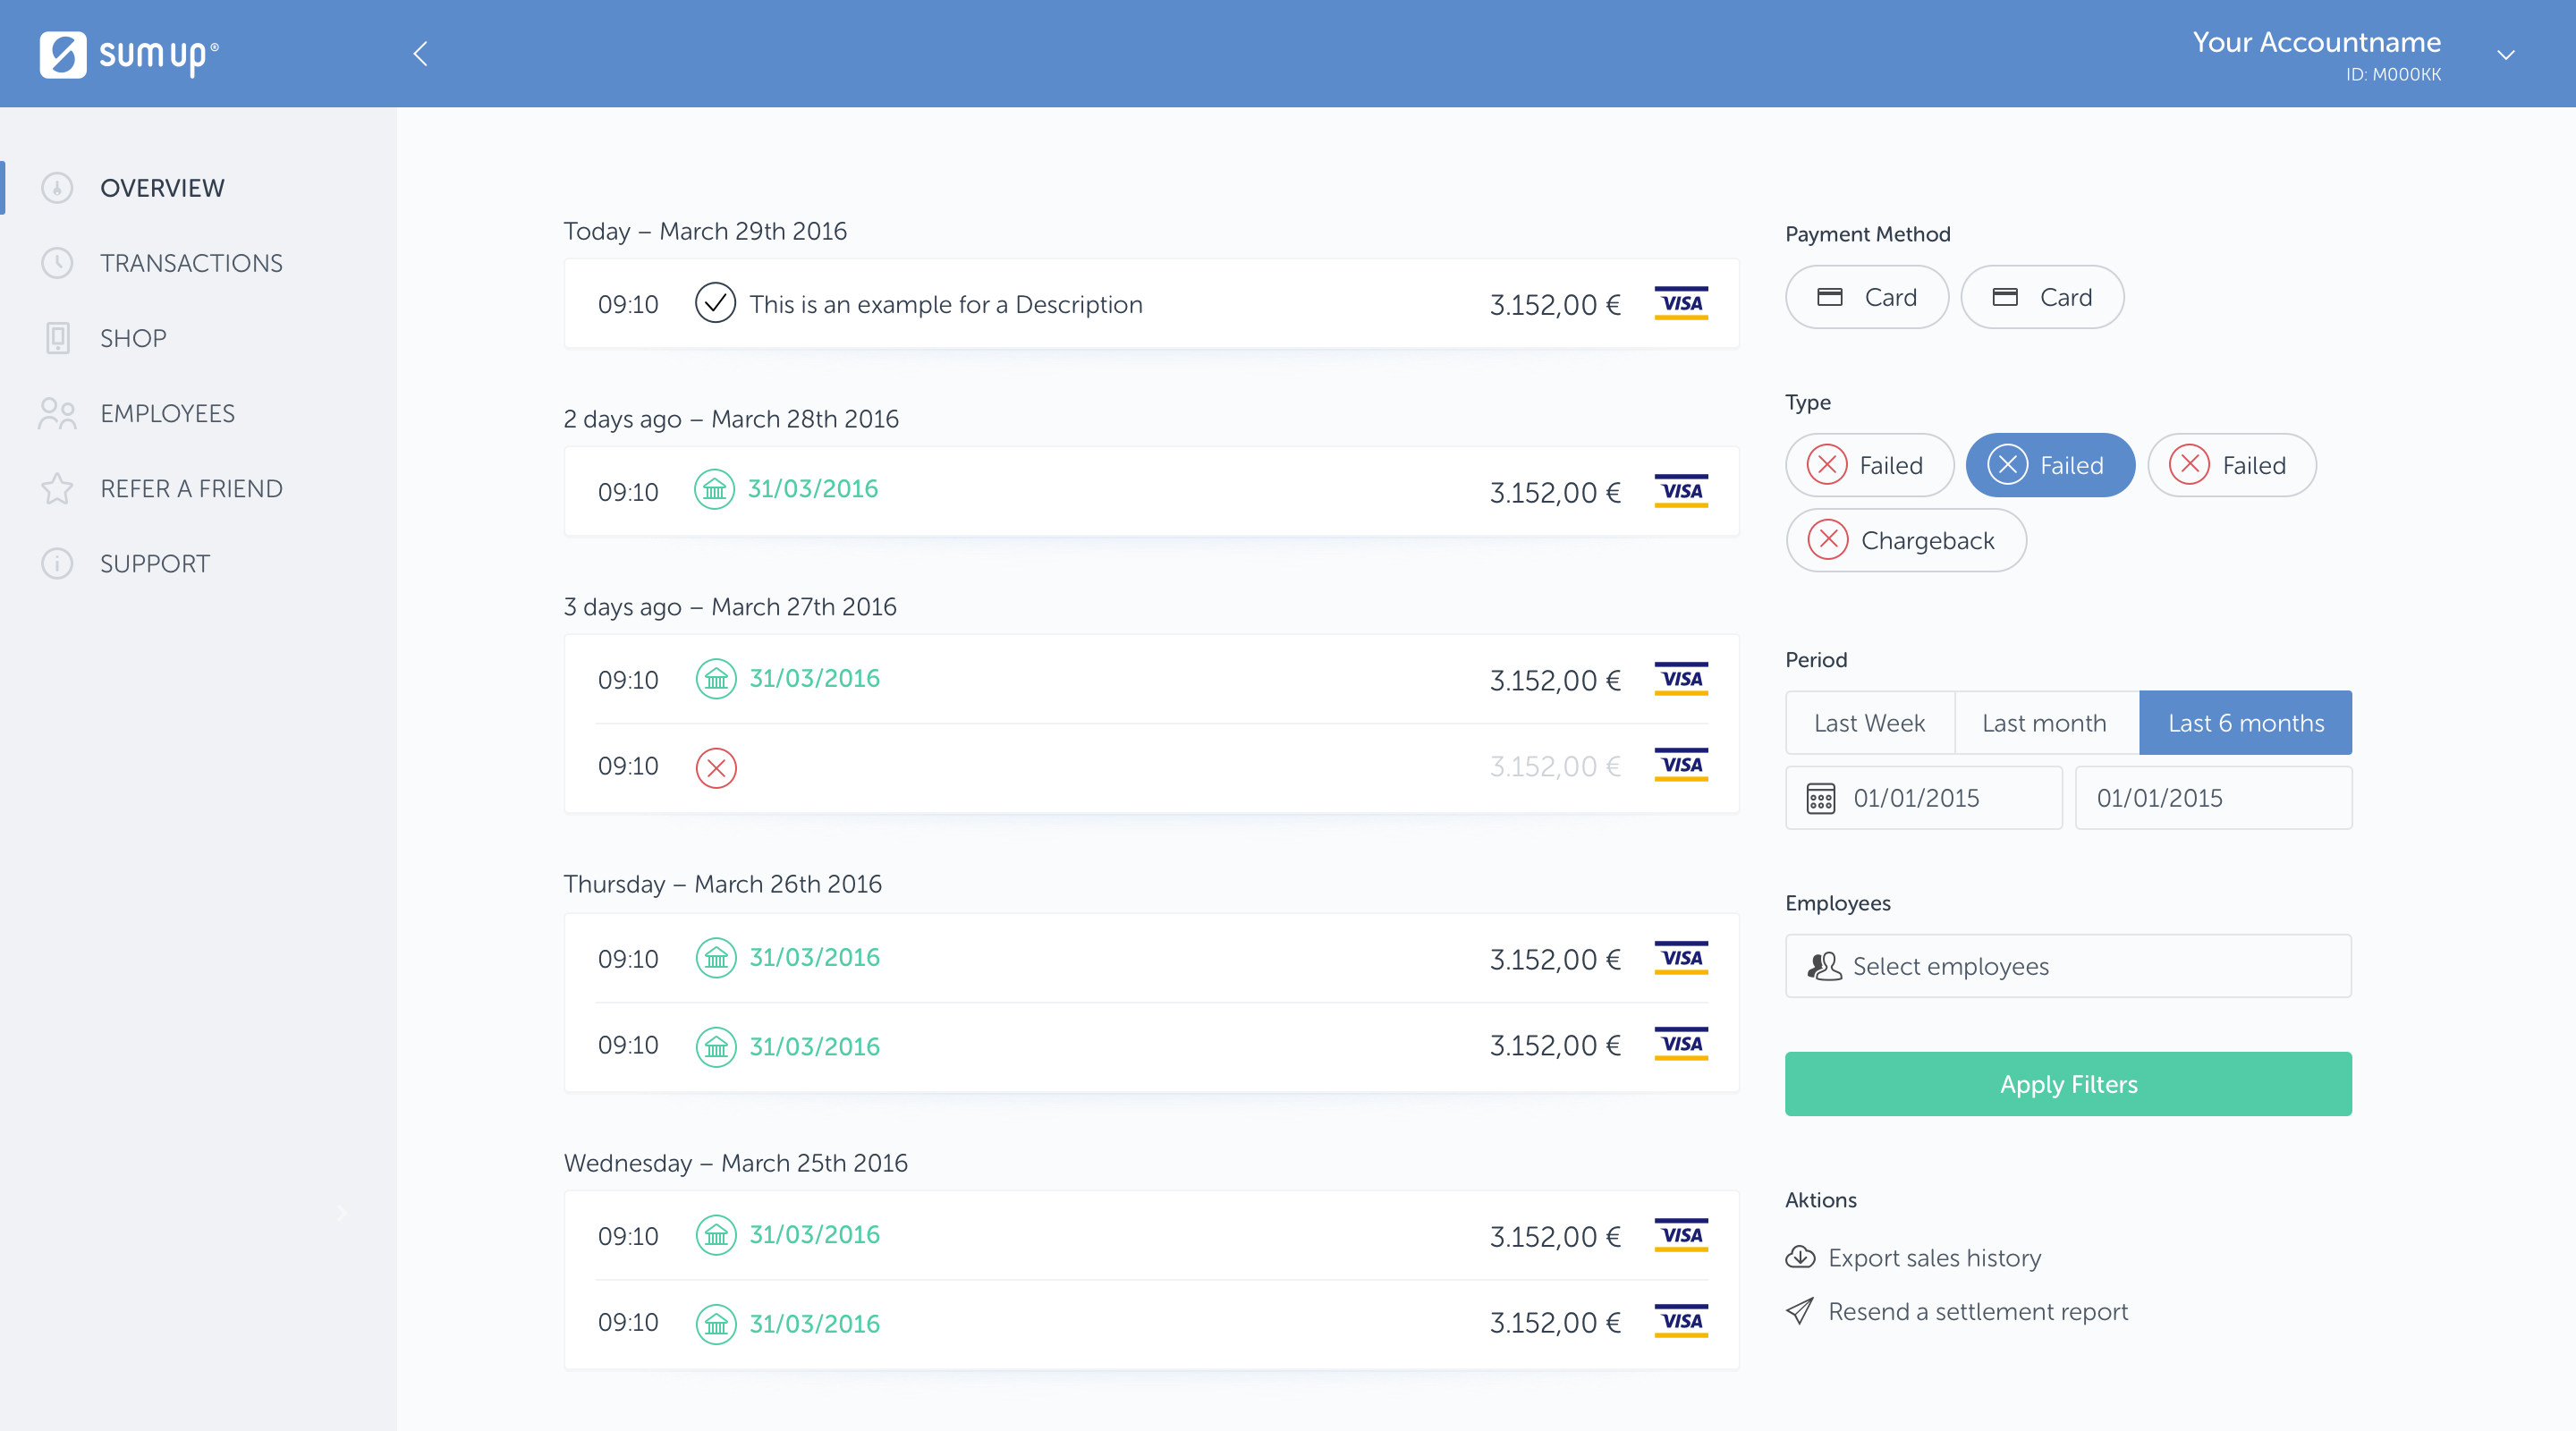 sumup®
Your Accountname
ID: M000KK
OVERVIEW
TRANSACTIONS
SHOP
EMPLOYEES
REFER A FRIEND
SUPPORT
Today – March 29th 2016
09:10 This is an example for a Description 3.152,00 € VISA
2 days ago – March 28th 2016
09:10 31/03/2016 3.152,00 € VISA
3 days ago – March 27th 2016
09:10 31/03/2016 3.152,00 € VISA
09:10 3.152,00 € VISA
Thursday – March 26th 2016
09:10 31/03/2016 3.152,00 € VISA
09:10 31/03/2016 3.152,00 € VISA
Wednesday – March 25th 2016
09:10 31/03/2016 3.152,00 € VISA
09:10 31/03/2016 3.152,00 € VISA
Payment Method
Card Card
Type
Failed Failed Failed
Chargeback
Period
Last Week Last month Last 6 months
01/01/2015 01/01/2015
Employees
Select employees
Apply Filters
Aktions
Export sales history
Resend a settlement report